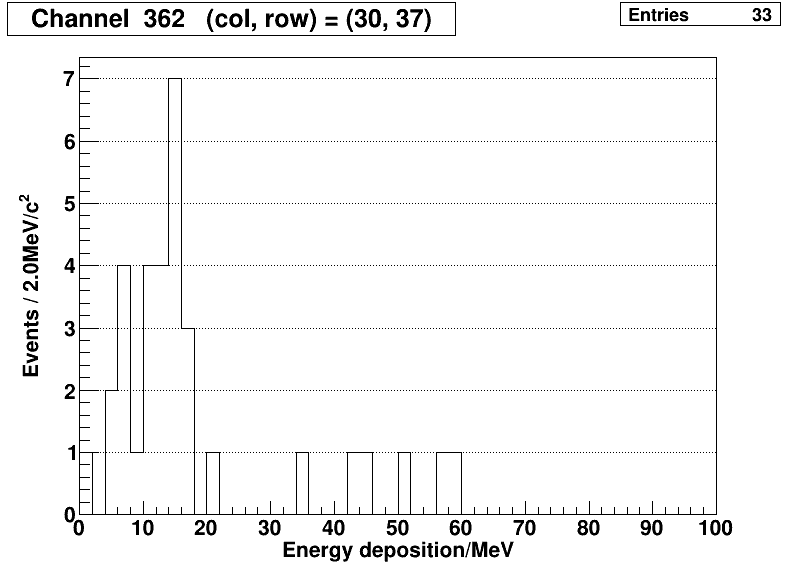 Channel 362 (col, row) = (30, 37)
Entries 33
7
6
5
4
3
2
1
0
Events / 2.0MeV/c²
0 10 20 30 40 50 60 70 80 90 100
Energy deposition/MeV